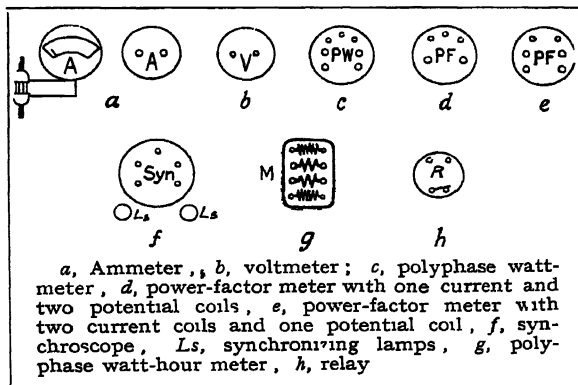 A A V PW PF PF
a b c d e
Syn
Ls Ls
M
R
f g h
a, Ammeter,, b, voltmeter; c, polyphase watt-
meter, d, power-factor meter with one current and
two potential coils, e, power-factor meter with
two current coils and one potential coil, f, syn-
chroscope, Ls, synchronizing lamps, g, poly-
phase watt-hour meter, h, relay